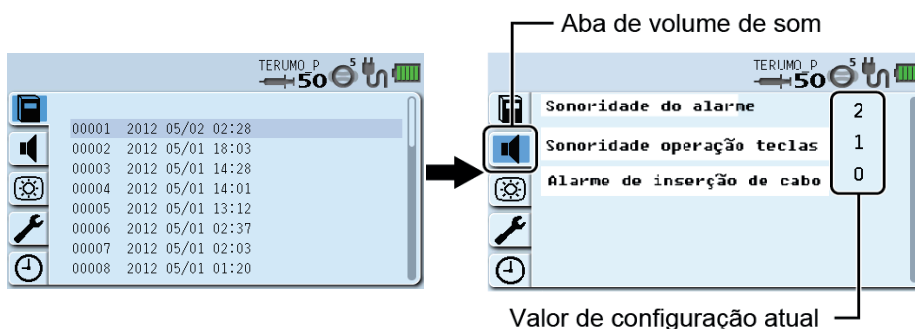 Aba de volume de som
TERUMO_P
50
5
00001 2012 05/02 02:28
00002 2012 05/01 18:03
00003 2012 05/01 14:28
00004 2012 05/01 14:01
00005 2012 05/01 13:12
00006 2012 05/01 02:37
00007 2012 05/01 02:03
00008 2012 05/01 01:20
TERUMO_P
50
5
Sonoridade do alarme 2
Sonoridade operação teclas 1
Alarme de inserção de cabo 0
Valor de configuração atual